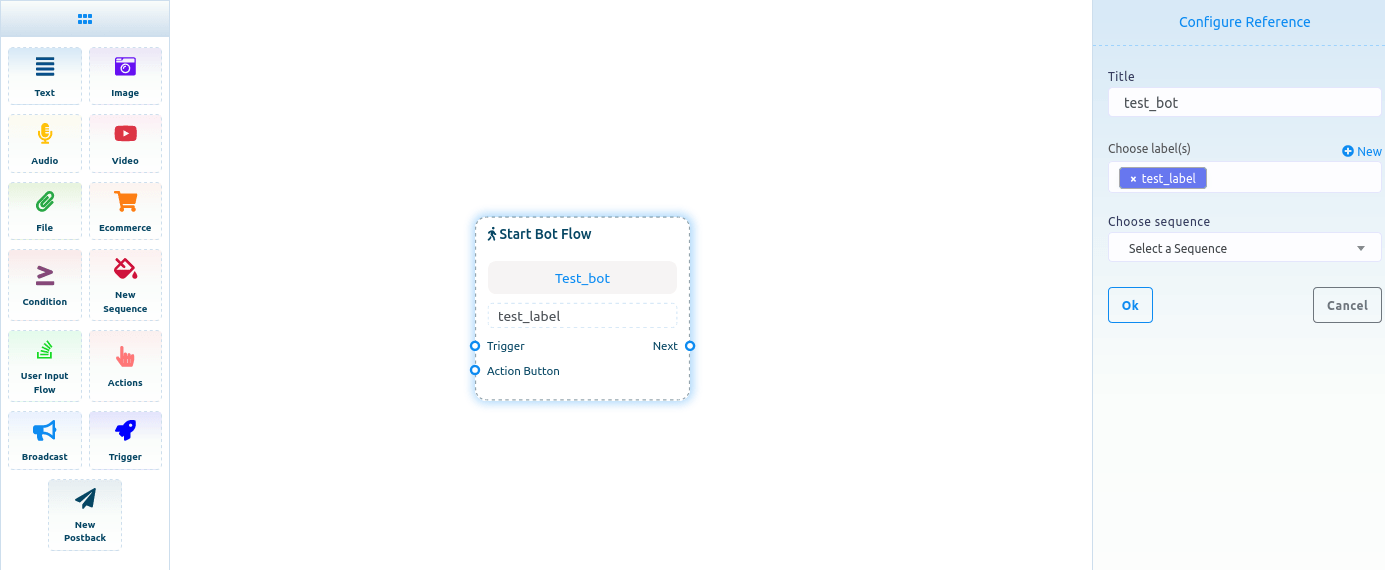 Text
Image
Audio
Video
File
Ecommerce
Condition
New
Sequence
User Input
Flow
Actions
Broadcast
Trigger
New
Postback
Start Bot Flow
Test_bot
test_label
Trigger
Next
Action Button
Configure Reference
Title
test_bot
Choose label(s)
New
× test_label
Choose sequence
Select a Sequence
Ok
Cancel